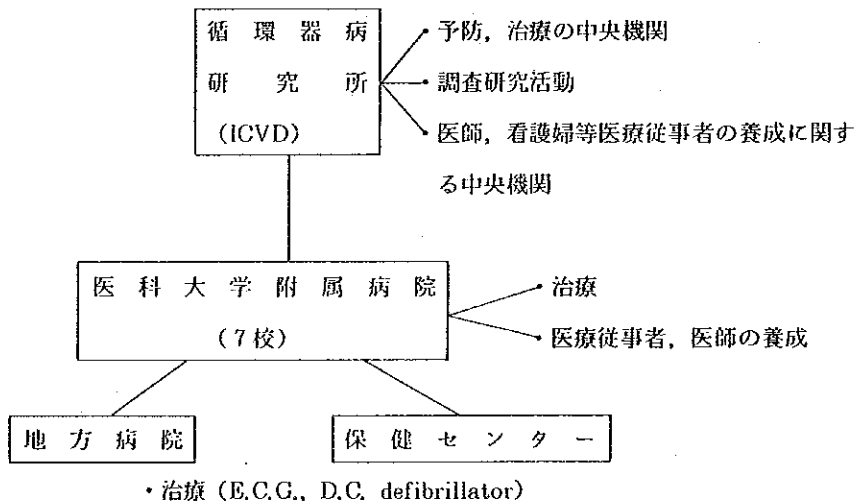 循環器病
研究所
(ICVD)
・予防,治療の中央機関
・調査研究活動
・医師,看護婦等医療従事者の養成に関す
る中央機関
医科大学附属病院
(7校)
・治療
・医療従事者,医師の養成
地方病院
保健センター
・治療 (E.C.G., D.C. defibrillator)